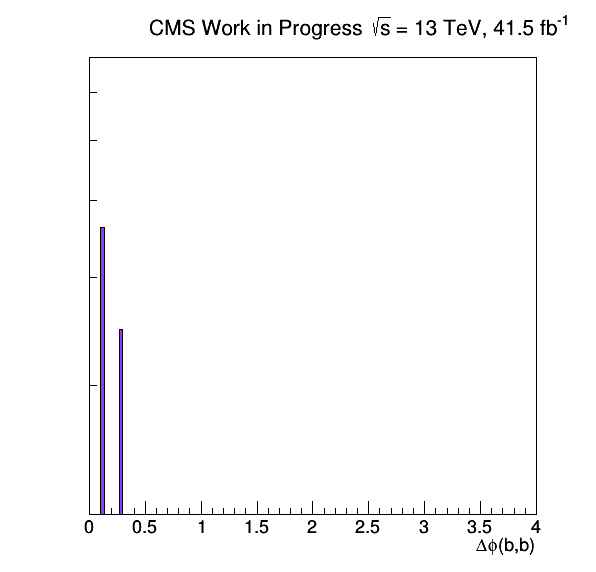 CMS Work in Progress √s = 13 TeV, 41.5 fb⁻¹
0 0.5 1 1.5 2 2.5 3 3.5 4
Δϕ(b,b)